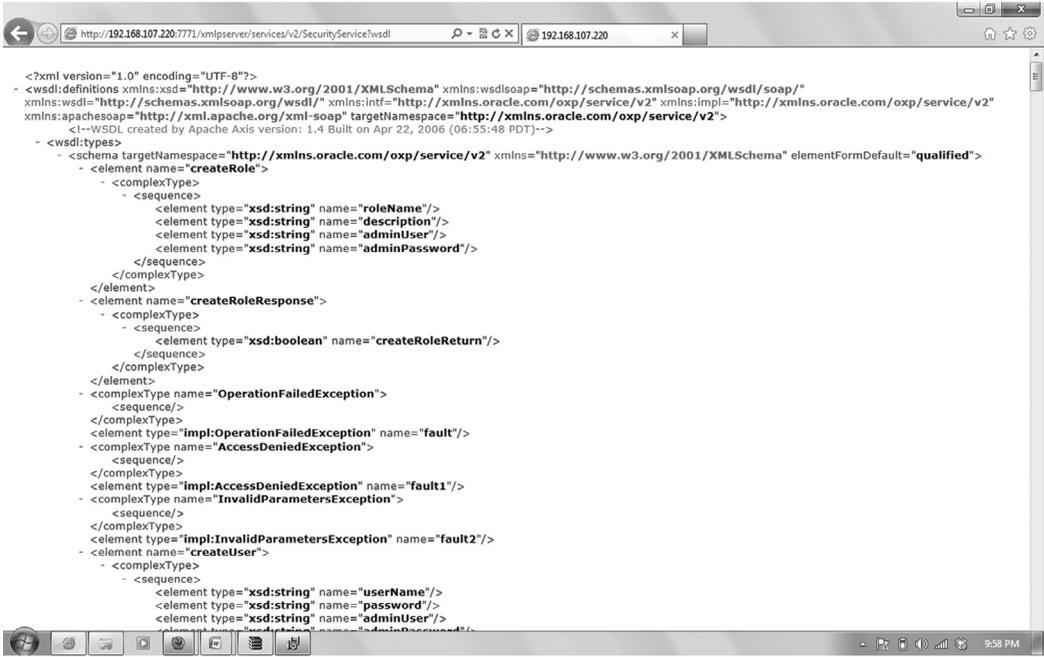 http://192.168.107.220:7771/xmlpserver/services/v2/SecurityService?wsdl
192.168.107.220
<?xml version="1.0" encoding="UTF-8"?>
- <wsdl:definitions xmlns:xsd="http://www.w3.org/2001/XMLSchema" xmlns:wsdlsoap="http://schemas.xmlsoap.org/wsdl/soap/"
xmlns:wsdl="http://schemas.xmlsoap.org/wsdl/" xmlns:intf="http://xmlns.oracle.com/oxp/service/v2" xmlns:impl="http://xmlns.oracle.com/oxp/service/v2"
xmlns:apachesoap="http://xml.apache.org/xml-soap" targetNamespace="http://xmlns.oracle.com/oxp/service/v2">
<!--WSDL created by Apache Axis version: 1.4 Built on Apr 22, 2006 (06:55:48 PDT)-->
- <wsdl:types>
- <schema targetNamespace="http://xmlns.oracle.com/oxp/service/v2" xmlns="http://www.w3.org/2001/XMLSchema" elementFormDefault="qualified">
- <element name="createRole">
- <complexType>
- <sequence>
<element type="xsd:string" name="roleName"/>
<element type="xsd:string" name="description"/>
<element type="xsd:string" name="adminUser"/>
<element type="xsd:string" name="adminPassword"/>
</sequence>
</complexType>
</element>
- <element name="createRoleResponse">
- <complexType>
- <sequence>
<element type="xsd:boolean" name="createRoleReturn"/>
</sequence>
</complexType>
</element>
- <complexType name="OperationFailedException">
<sequence/>
</complexType>
<element type="impl:OperationFailedException" name="fault"/>
- <complexType name="AccessDeniedException">
<sequence/>
</complexType>
<element type="impl:AccessDeniedException" name="fault1"/>
- <complexType name="InvalidParametersException">
<sequence/>
</complexType>
<element type="impl:InvalidParametersException" name="fault2"/>
- <element name="createUser">
- <complexType>
- <sequence>
<element type="xsd:string" name="userName"/>
<element type="xsd:string" name="password"/>
<element type="xsd:string" name="adminUser"/>
<element type="xsd:string" name="adminPassword"/>
9:58 PM